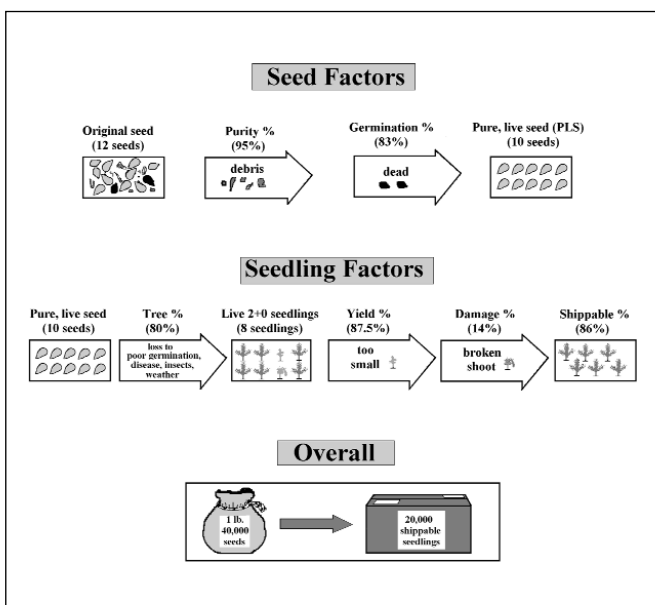 Seed Factors
Original seed
(12 seeds)
Purity %
(95%)
debris
Germination %
(83%)
dead
Pure, live seed (PLS)
(10 seeds)
Seedling Factors
Pure, live seed
(10 seeds)
Tree %
(80%)
loss to
poor germination,
disease, insects,
weather
Live 2+0 seedlings
(8 seedlings)
Yield %
(87.5%)
too
small
Damage %
(14%)
broken
shoot
Shippable %
(86%)
Overall
1 lb.
40,000
seeds
20,000
shippable
seedlings